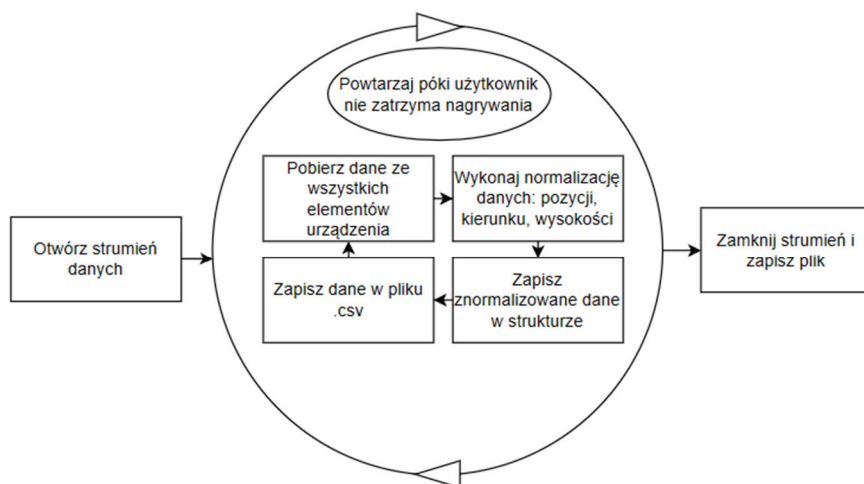 Powtarzaj póki użytkownik
nie zatrzyma nagrywania
Otwórz strumień
danych
Pobierz dane ze
wszystkich
elementów
urządzenia
Wykonaj normalizację
danych: pozycji,
kierunku, wysokości
Zapisz
znormalizowane dane
w strukturze
Zapisz dane w pliku
.csv
Zamknij strumień i
zapisz plik